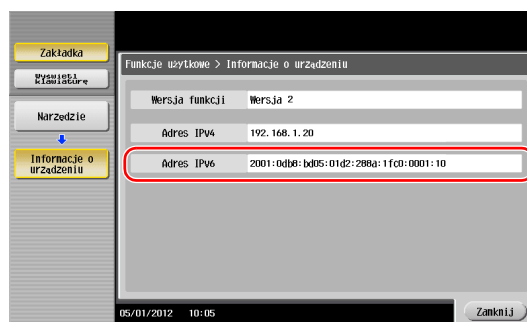 Zakładka
Wyświetl
klawiaturę
Narzędzie
Informacje o
urządzeniu
Funkcje użytkowe > Informacje o urządzeniu
Wersja funkcji Wersja 2
Adres IPv4 192.168.1.20
Adres IPv6 2001:0db8:bd05:01d2:288a:1fc0:0001:10
05/01/2012 10:05
Zamknij